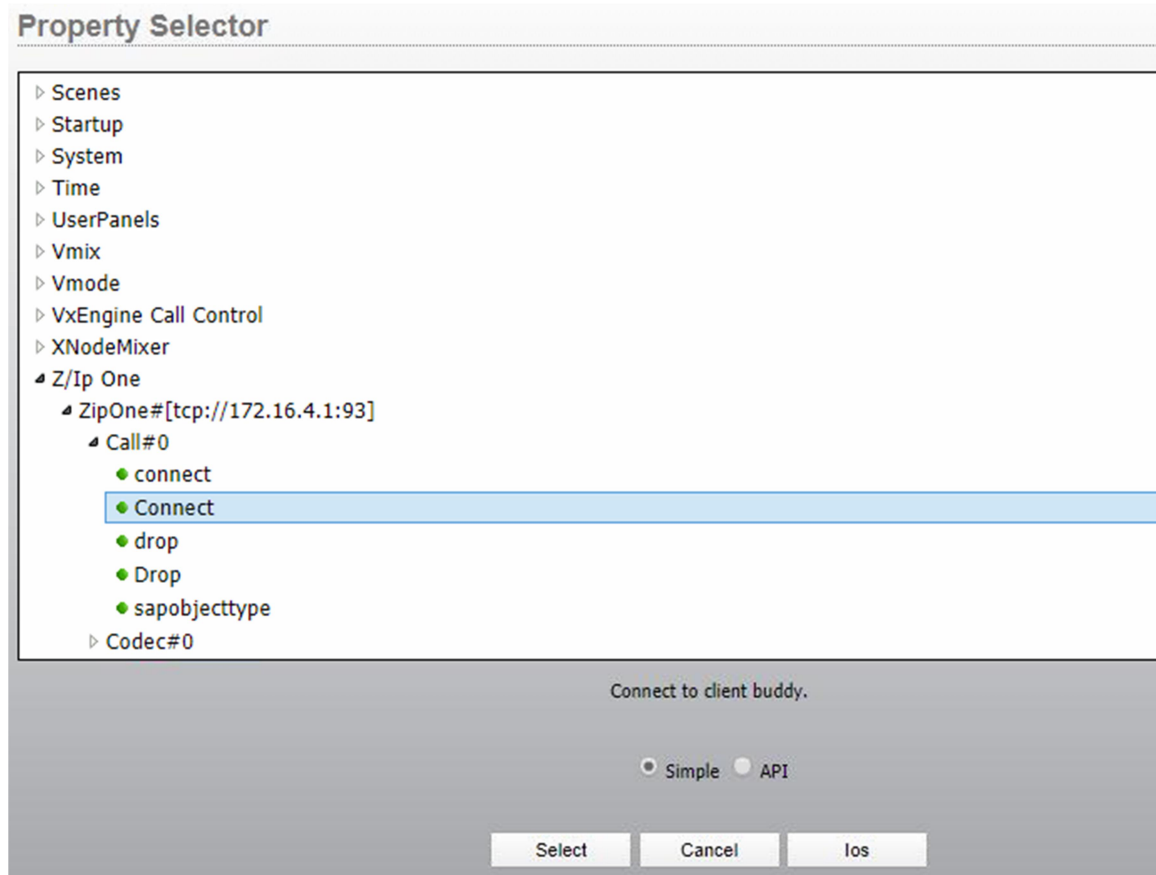 Property Selector
Scenes
Startup
System
Time
UserPanels
Vmix
Vmode
VxEngine Call Control
XNodeMixer
Z/Ip One
ZipOne#[tcp://172.16.4.1:93]
Call#0
connect
Connect
drop
Drop
sapobjecttype
Codec#0
Connect to client buddy.
Simple API
Select Cancel Ios